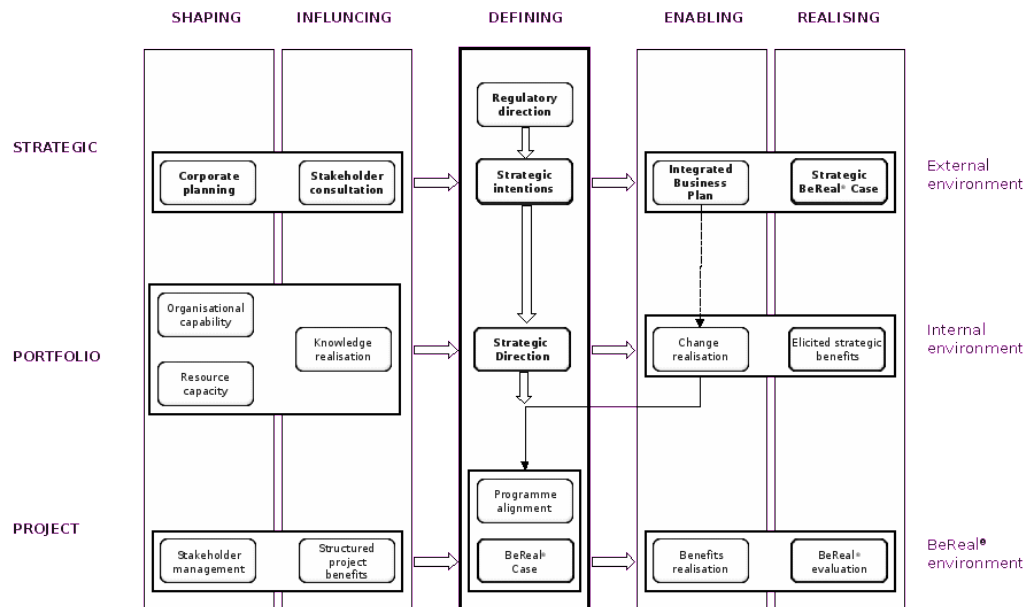 SHAPING
INFLUNCING
DEFINING
ENABLING
REALISING
Regulatory
direction
STRATEGIC
Corporate
planning
Stakeholder
consultation
Strategic
intentions
Integrated
Business
Plan
Strategic
BeReal® Case
External
environment
Organisational
capability
PORTFOLIO
Resource
capacity
Knowledge
realisation
Strategic
Direction
Change
realisation
Elicited strategic
benefits
Internal
environment
Programme
alignment
PROJECT
Stakeholder
management
Structured
project
benefits
BeReal®
Case
Benefits
realisation
BeReal®
evaluation
BeReal®
environment